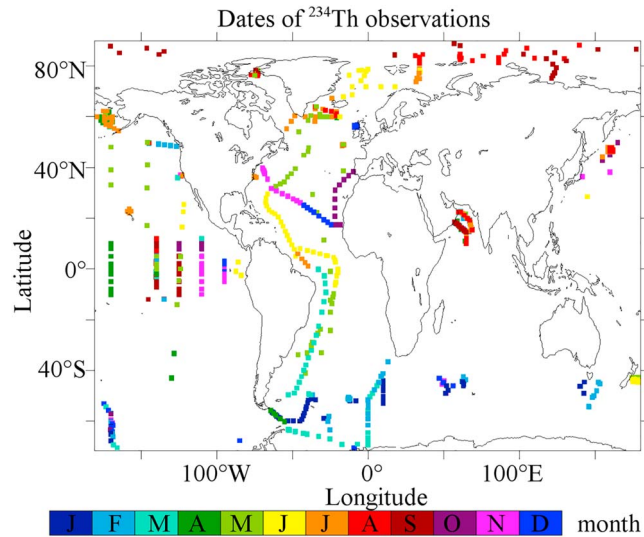 Dates of ²³⁴Th observations
80°N
40°N
0°
40°S
Latitude
100°W 0° 100°E
Longitude
J F M A M J J A S O N D month